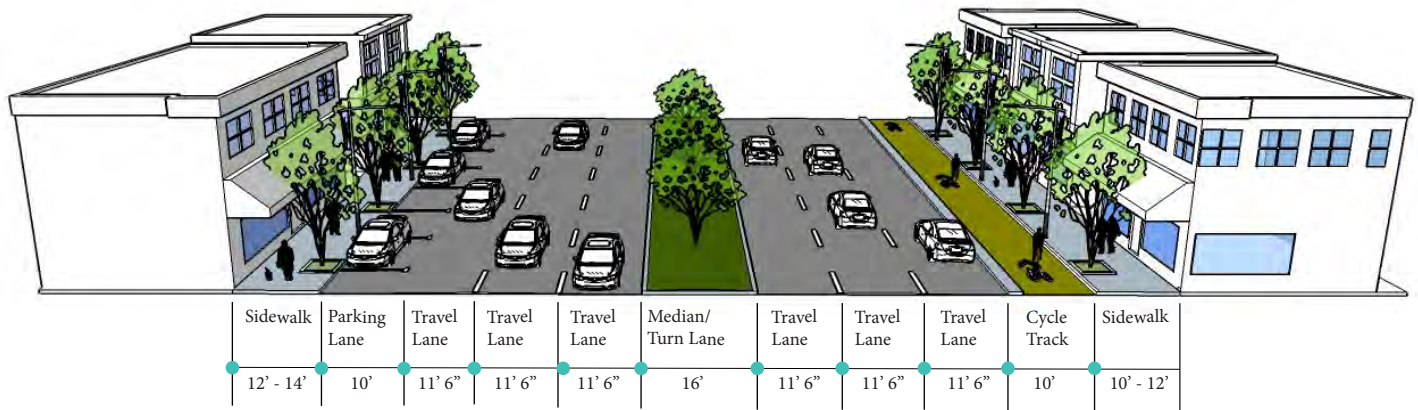 Sidewalk
Parking
Lane
Travel
Lane
Travel
Lane
Travel
Lane
Median/
Turn Lane
Travel
Lane
Travel
Lane
Travel
Lane
Cycle
Track
Sidewalk
12’ - 14’
10’
11’ 6”
11’ 6”
11’ 6”
16’
11’ 6”
11’ 6”
11’ 6”
10’
10’ - 12’